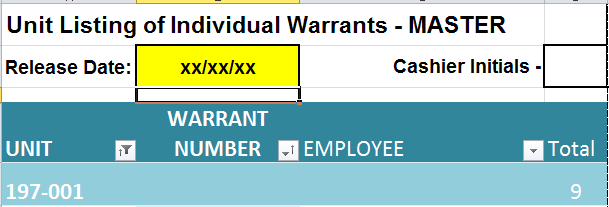 Unit Listing of Individual Warrants - MASTER
Release Date: xx/xx/xx Cashier Initials -
WARRANT
UNIT NUMBER EMPLOYEE Total
197-001 9